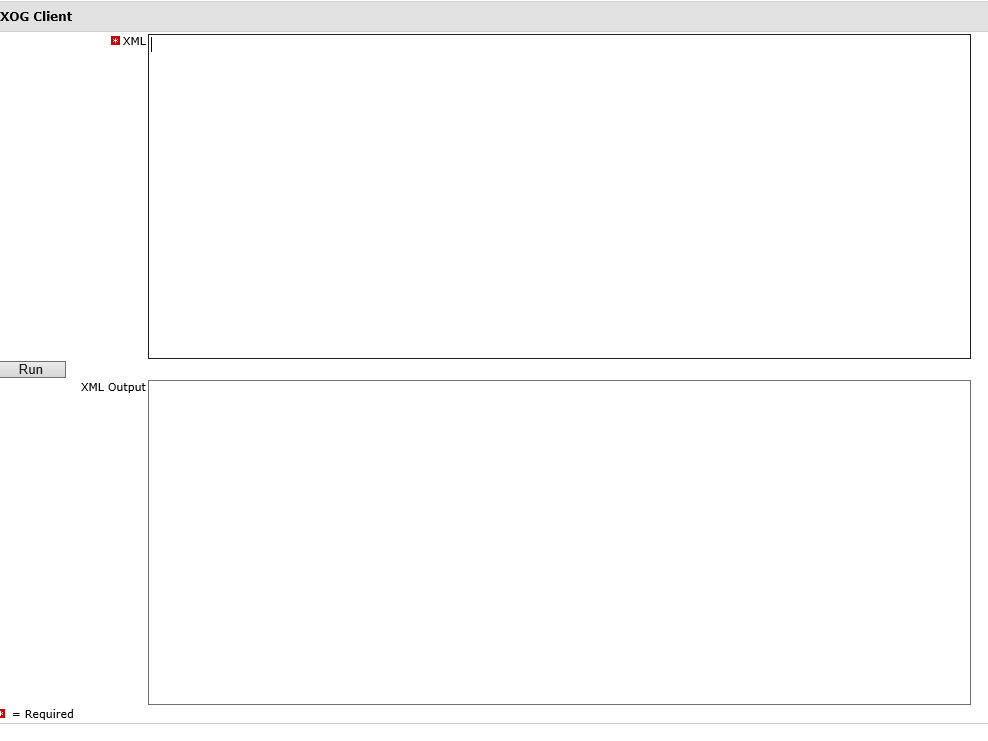 XOG Client
* XML
Run
XML Output
* = Required